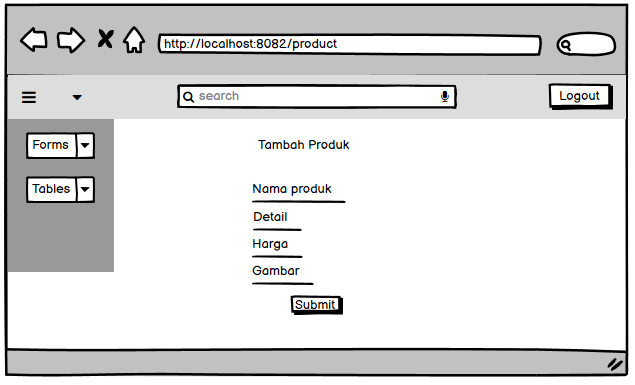 http://localhost:8082/product
search
Logout
Forms
Tables
Tambah Produk
Nama produk
Detail
Harga
Gambar
Submit